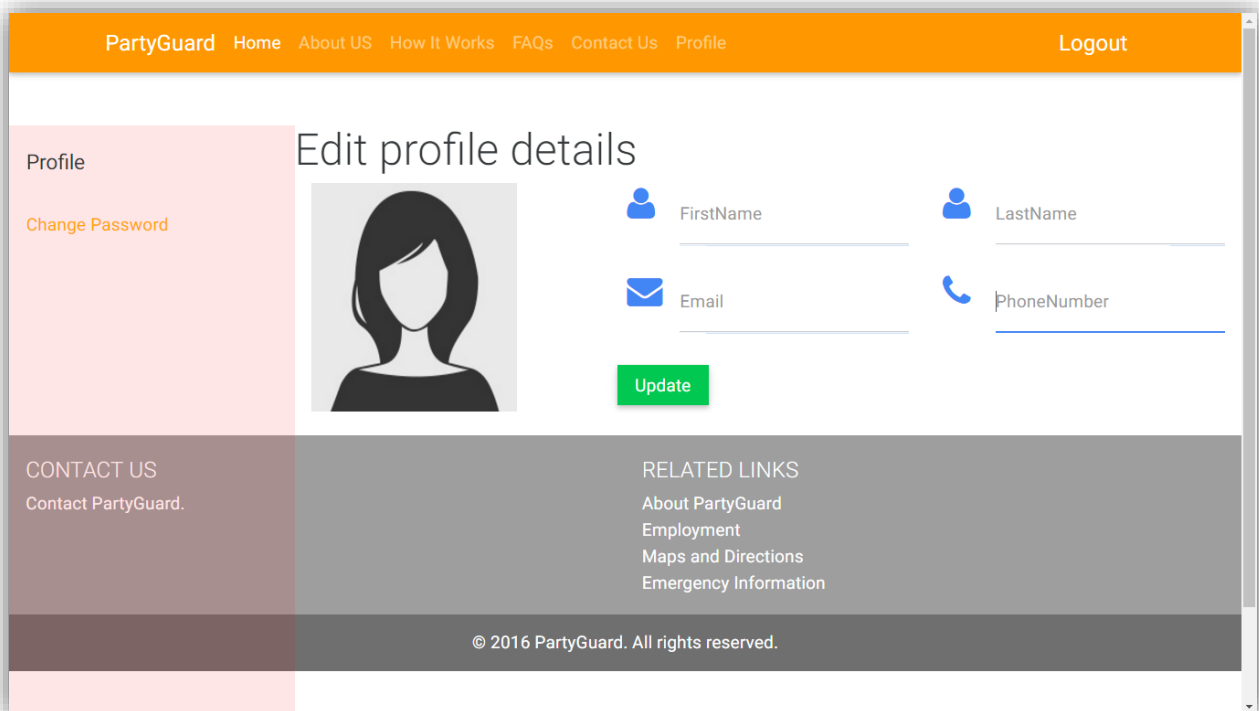 PartyGuard Home About US How It Works FAQs Contact Us Profile Logout
Edit profile details
Profile
Change Password
FirstName
LastName
Email
PhoneNumber
Update
CONTACT US
Contact PartyGuard.
RELATED LINKS
About PartyGuard
Employment
Maps and Directions
Emergency Information
© 2016 PartyGuard. All rights reserved.